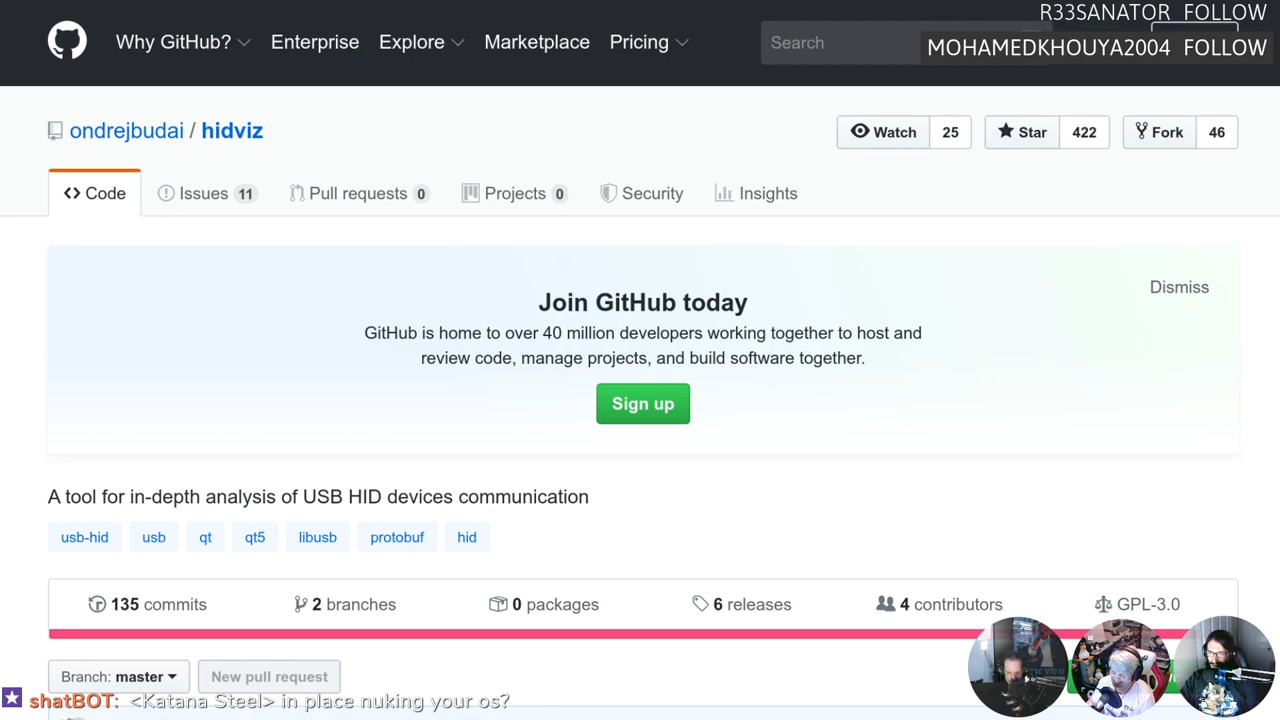 R33SANATOR FOLLOW
Why GitHub? Enterprise Explore Marketplace Pricing Search
MOHAMEDKHOUYA2004 FOLLOW
ondrejbudai / hidviz
Watch 25 Star 422 Fork 46
Code Issues 11 Pull requests 0 Projects 0 Security Insights
Dismiss
Join GitHub today
GitHub is home to over 40 million developers working together to host and
review code, manage projects, and build software together.
Sign up
A tool for in-depth analysis of USB HID devices communication
usb-hid usb qt qt5 libusb protobuf hid
135 commits 2 branches 0 packages 6 releases 4 contributors GPL-3.0
Branch: master New pull request
shatBOT: <Katana Steel> in place nuking your os?